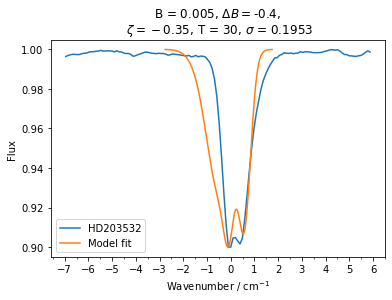 B = 0.005, ΔB = -0.4,
ζ = −0.35, T = 30, σ = 0.1953
1.00
0.98
0.96
0.94
0.92
0.90
Flux
HD203532
Model fit
−7 −6 −5 −4 −3 −2 −1 0 1 2 3 4 5 6
Wavenumber / cm⁻¹